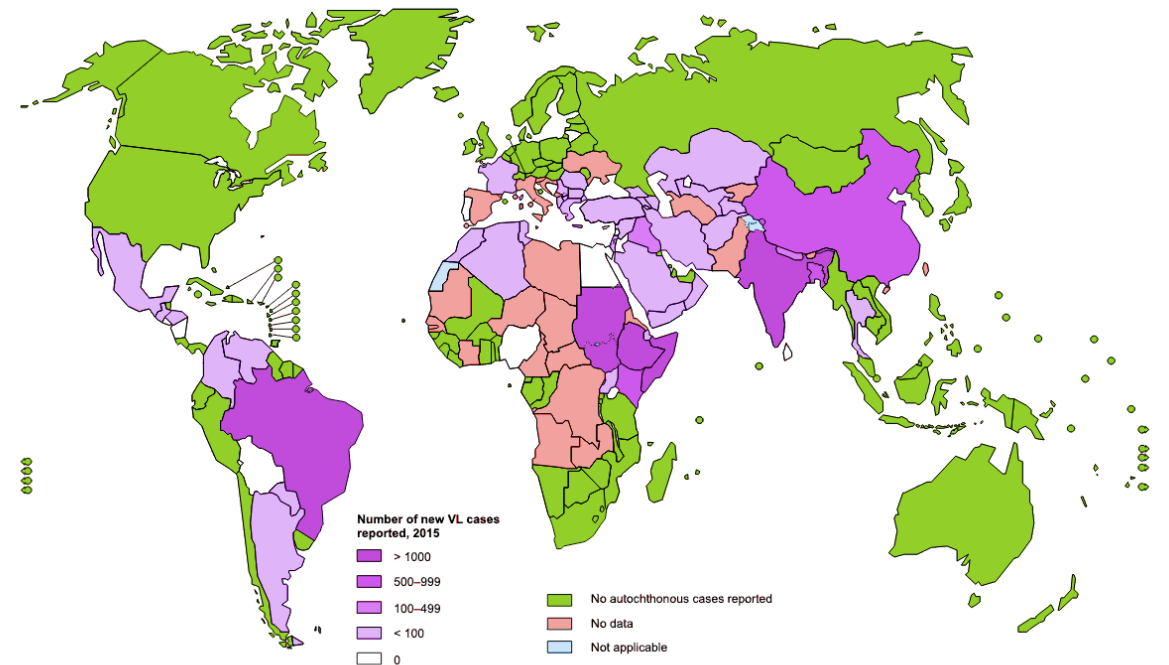 Number of new VL cases
reported, 2015
> 1000
500–999
100–499
< 100
0
No autochthonous cases reported
No data
Not applicable